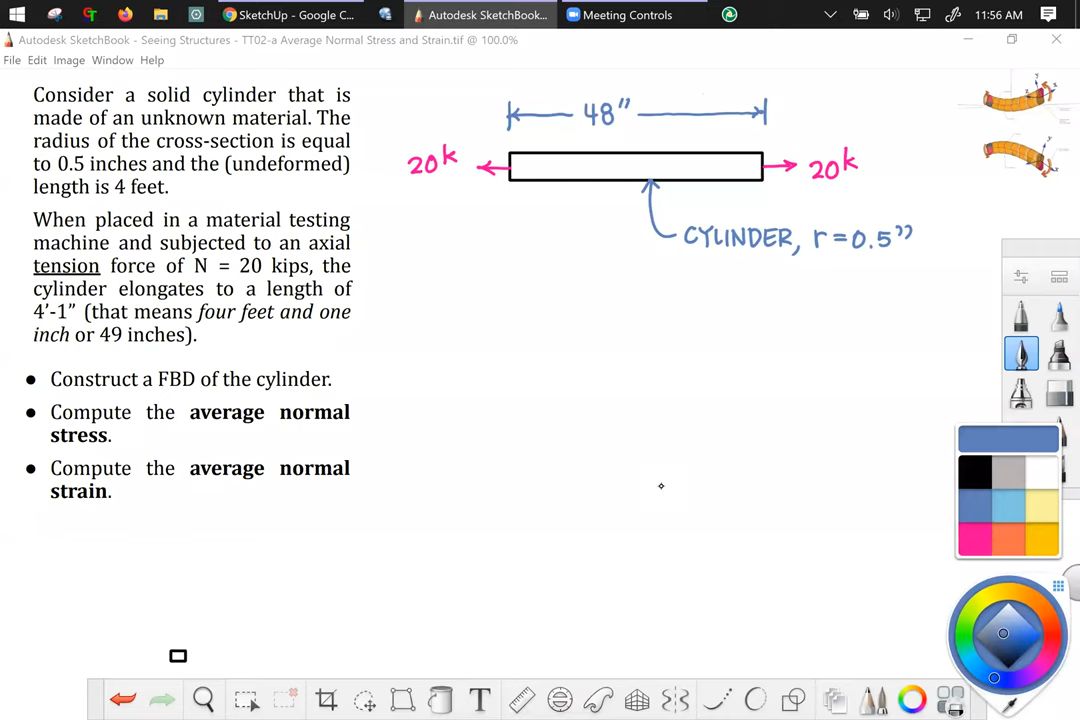 SketchUp - Google C...
Autodesk SketchBook...
Meeting Controls
11:56 AM
Autodesk SketchBook - Seeing Structures - TT02-a Average Normal Stress and Strain.tif @ 100.0%
File Edit Image Window Help
Consider a solid cylinder that is
made of an unknown material. The
radius of the cross-section is equal
to 0.5 inches and the (undeformed)
length is 4 feet.
When placed in a material testing
machine and subjected to an axial
tension force of N = 20 kips, the
cylinder elongates to a length of
4'-1" (that means four feet and one
inch or 49 inches).
● Construct a FBD of the cylinder.
● Compute the average normal
stress.
● Compute the average normal
strain.
48"
20k
20k
CYLINDER, r = 0.5"
T